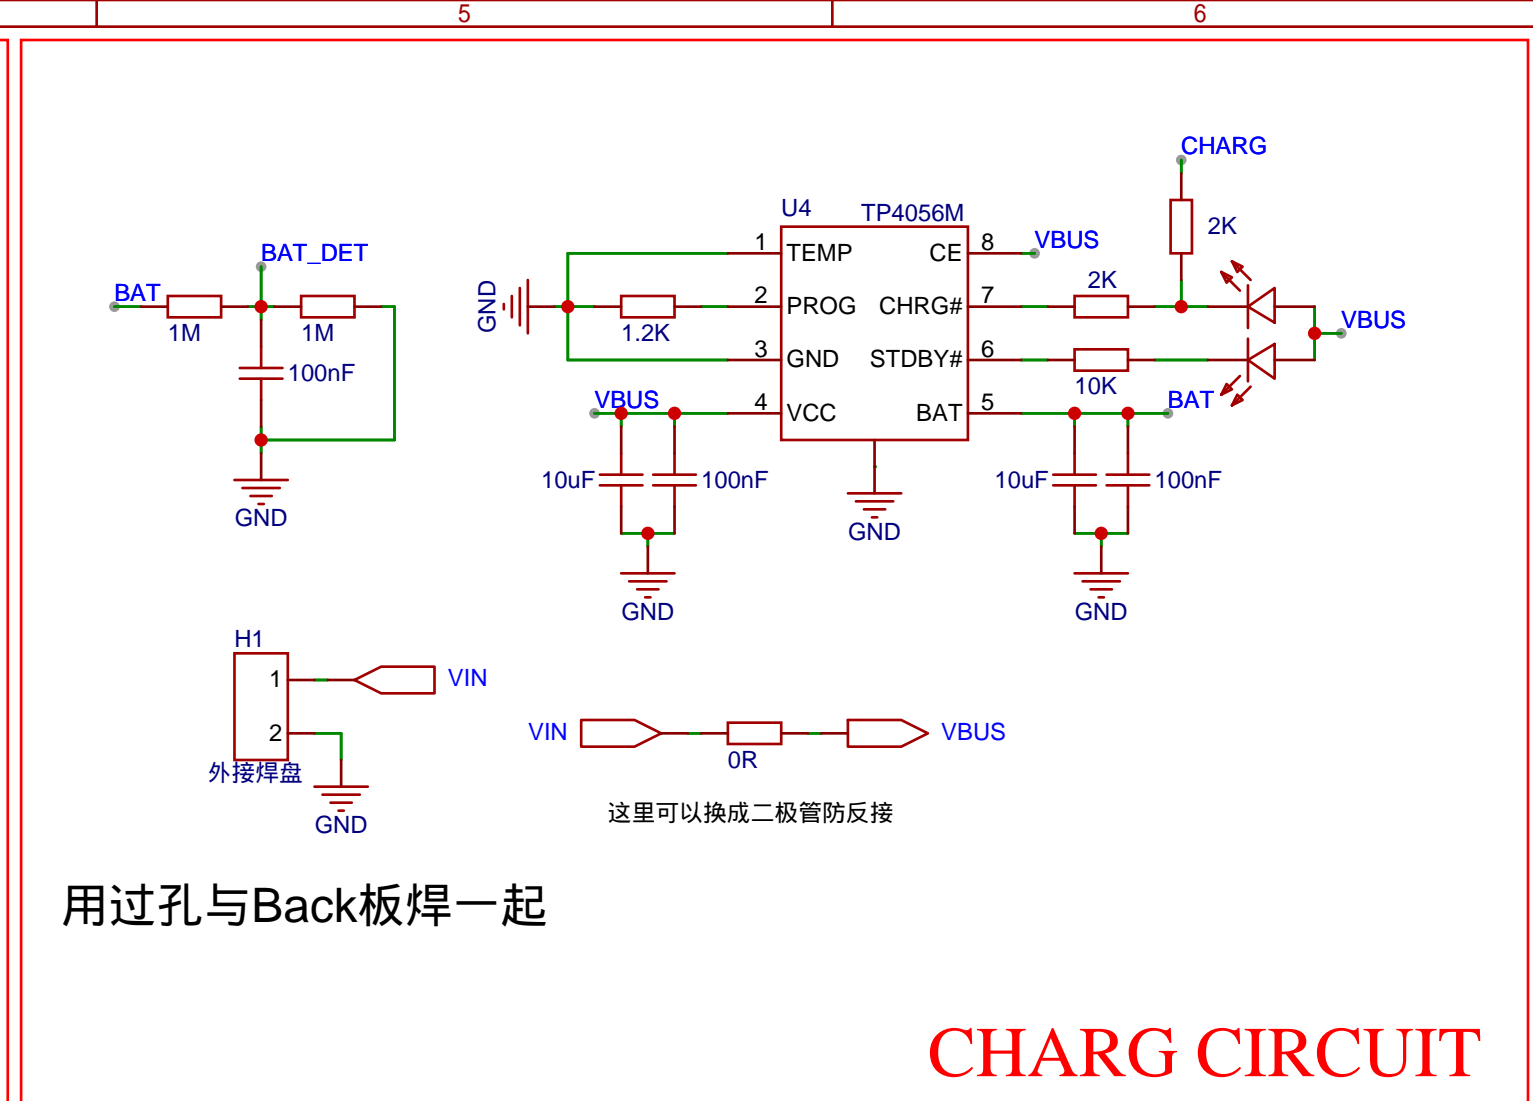 5
6
CHARG
2K
U4
TP4056M
BAT_DET
BAT
1M
1M
100nF
GND
GND
1.2K
1
TEMP
2
PROG
3
GND
4
VCC
CE
8
VBUS
CHRG#
7
2K
STDBY#
6
10K
BAT
5
BAT
VBUS
VBUS
10uF
100nF
GND
GND
10uF
100nF
GND
H1
1
VIN
2
外接焊盘
GND
VIN
0R
VBUS
这里可以换成二极管防反接
用过孔与Back板焊一起
CHARG CIRCUIT